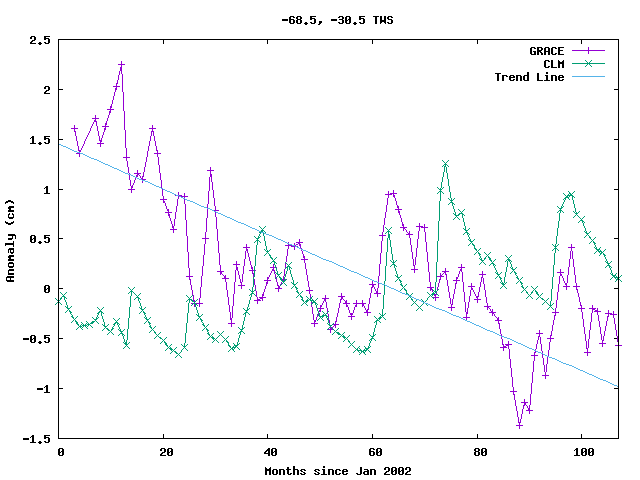 -68.5, -30.5 TWS
GRACE
CLM
Trend Line
2.5
2
1.5
1
0.5
0
-0.5
-1
-1.5
Anomaly (cm)
0 20 40 60 80 100
Months since Jan 2002